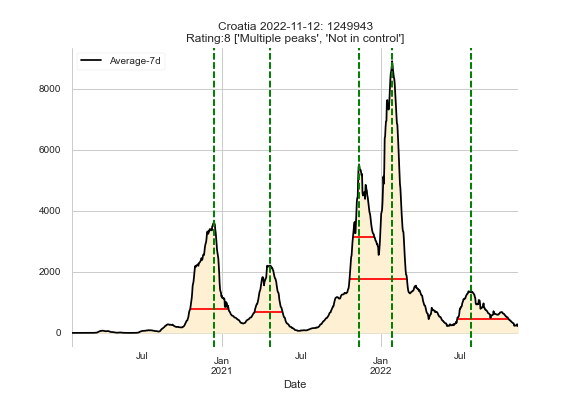 Croatia 2022-11-12: 1249943
Rating:8 ['Multiple peaks', 'Not in control']
Average-7d
8000
6000
4000
2000
0
Jul
Jan
2021
Jul
Jan
2022
Jul
Date